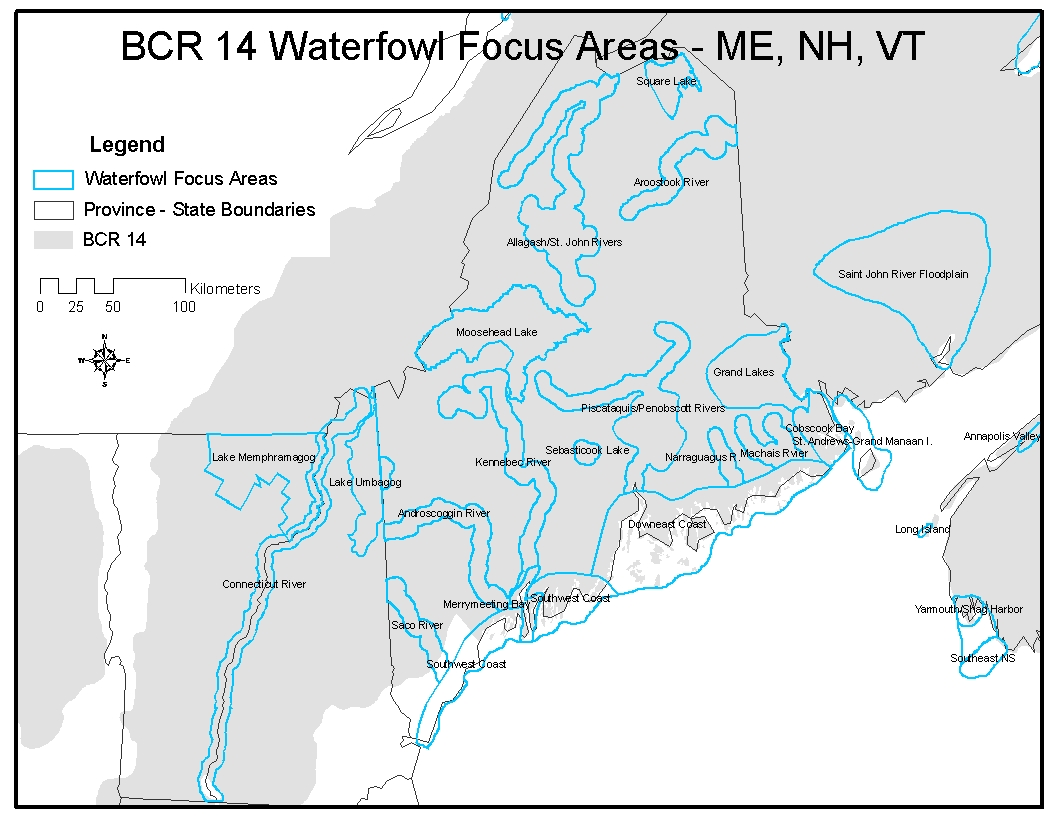 BCR 14 Waterfowl Focus Areas - ME, NH, VT
Legend
Waterfowl Focus Areas
Province - State Boundaries
BCR 14
Kilometers
0 25 50 100
N
W E
S
Square Lake
Aroostook River
Allagash/St. John Rivers
Saint John River Floodplain
Moosehead Lake
Grand Lakes
Piscataquis/Penobscott Rivers
Cobscook Bay
St. Andrews-Grand Manaan I.
Annapolis Valley
Sebasticook Lake
Narraguagus R.
Machais Rvier
Lake Memphramagog
Kennebec River
Lake Umbagog
Androscoggin River
Downeast Coast
Long Island
Connecticut River
Merrymeeting Bay
Southwest Coast
Yarmouth/Shag Harbor
Saco River
Southwest Coast
Southeast NS